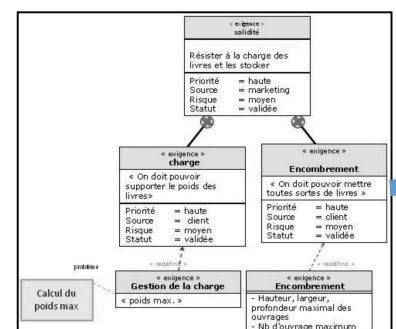 « exigence »
solidité
Résister à la charge des
livres et les stocker
Priorité = haute
Source = marketing
Risque = moyen
Statut = validée
« exigence »
charge
« On doit pouvoir
supporter le poids des
livres»
Priorité = haute
Source = client
Risque = moyen
Statut = validée
« exigence »
Encombrement
« On doit pouvoir mettre
toutes sortes de livres »
Priorité = haute
Source = client
Risque = moyen
Statut = validée
« redéfind »
« redéfind »
problème
Calcul du
poids max
« exigence »
Gestion de la charge
« poids max. »
« exigence »
Encombrement
- Hauteur, largeur,
profondeur maximal des
ouvrages
- Nb d'ouvrage maximum